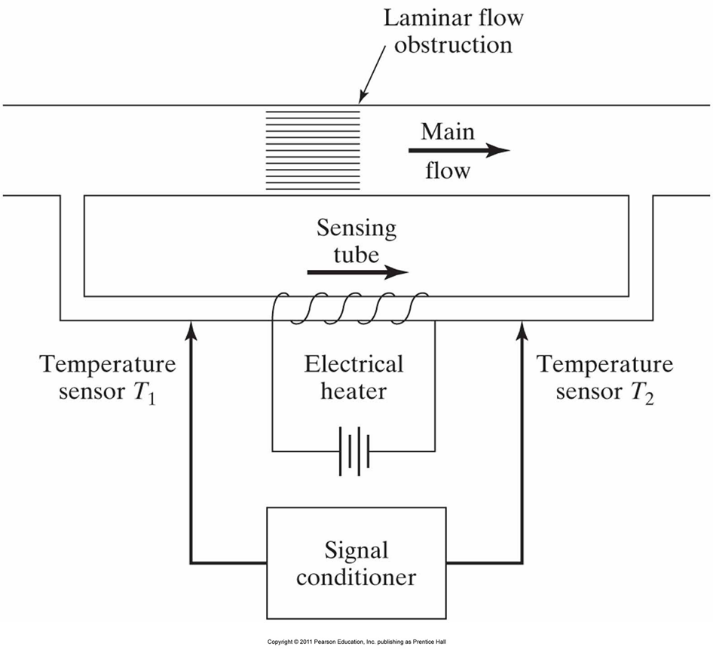 Laminar flow
obstruction
Main
flow
Sensing
tube
Temperature
sensor T1
Electrical
heater
Temperature
sensor T2
Signal
conditioner
Copyright © 2011 Pearson Education, Inc. publishing as Prentice Hall